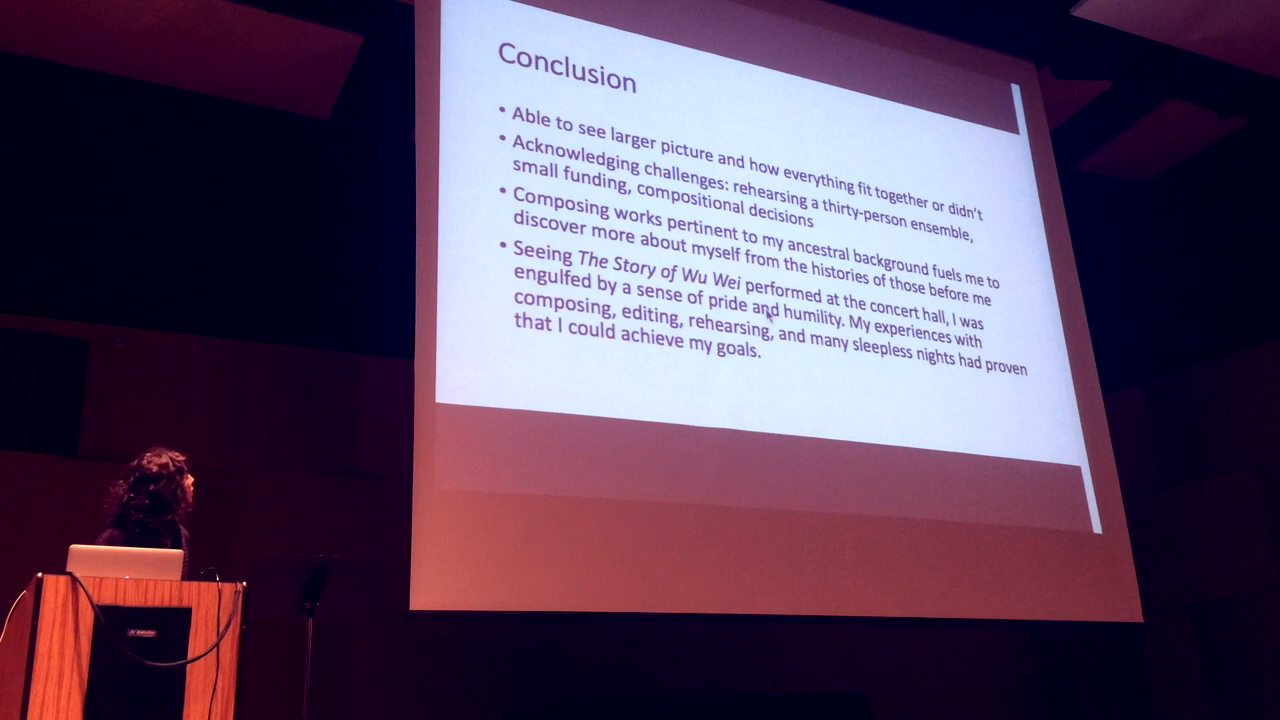 Conclusion
• Able to see larger picture and how everything fit together or didn't
• Acknowledging challenges: rehearsing a thirty-person ensemble,
small funding, compositional decisions
• Composing works pertinent to my ancestral background fuels me to
discover more about myself from the histories of those before me
• Seeing The Story of Wu Wei performed at the concert hall, I was
engulfed by a sense of pride and humility. My experiences with
composing, editing, rehearsing, and many sleepless nights had proven
that I could achieve my goals.